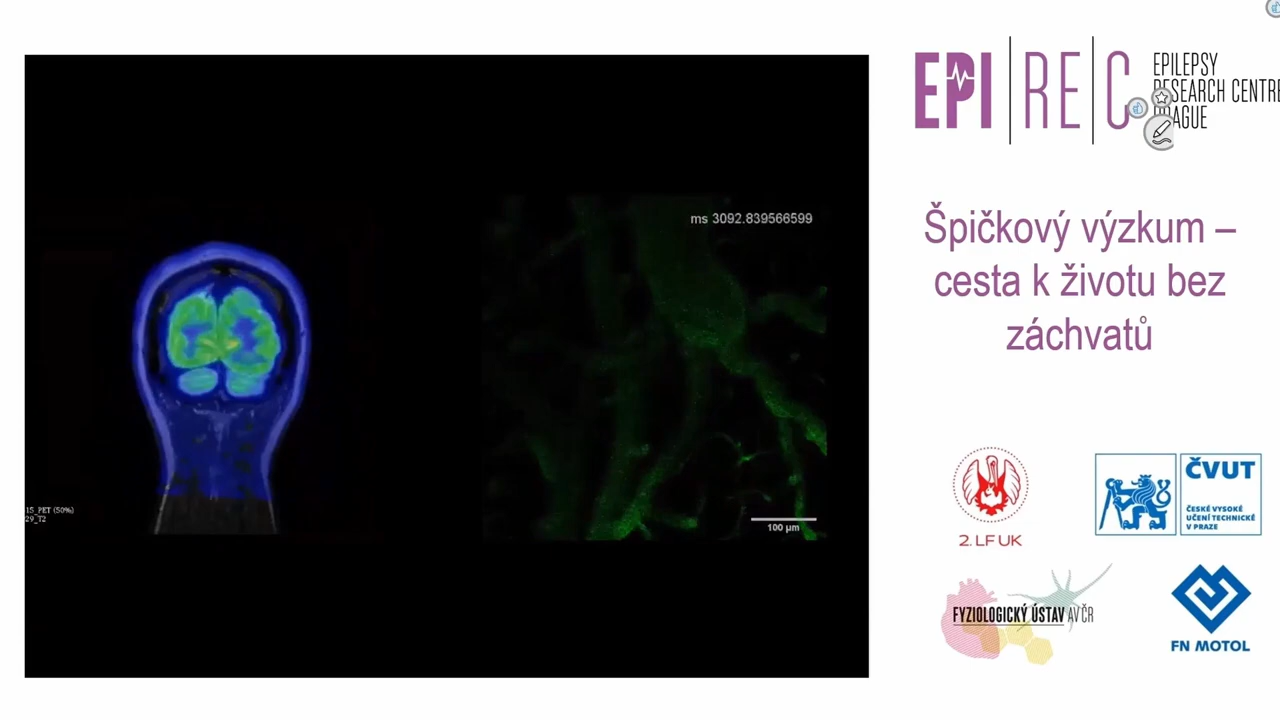 ms 3092.839566599
15_PET (50%)
29_T2
100 µm
EPI REC
EPILEPSY
RESEARCH CENTRE
PRAGUE
Špičkový výzkum –
cesta k životu bez
záchvatů
2. LF UK
ČVUT
ČESKÉ VYSOKÉ
UČENÍ TECHNICKÉ
V PRAZE
FYZIOLOGICKÝ ÚSTAV AV ČR
FN MOTOL